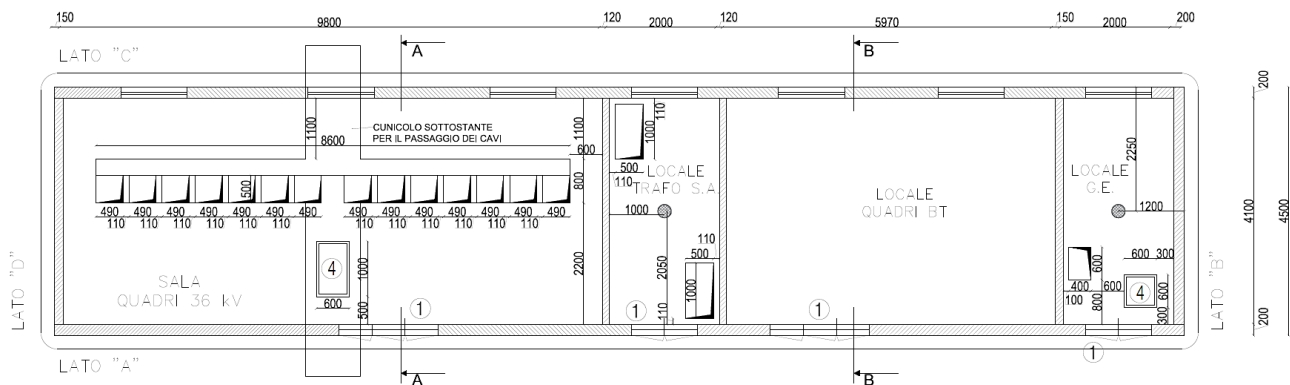 150 9800 120 2000 120 5970 150 2000 200
LATO "C"
A B
200
1100
CUNICOLO SOTTOSTANTE
PER IL PASSAGGIO DEI CAVI
8600
1100
600
110
1000
2250
500
800
500
110
LOCALE
TRAFO S.A.
LOCALE
QUADRI BT
LOCALE
G.E.
490 490 490 490 490 490 490 490 490 490 490 490 490 490
110 110 110 110 110 110 110 110 110 110 110 110
1000
1200
4100
4500
LATO "D"
SALA
QUADRI 36 kV
4
1000
600
500
2200
2050
110
500
1000
110
600 300
600
400 600
100
800
4
600
300
LATO "B"
1 1 1 1
200
LATO "A"
A B